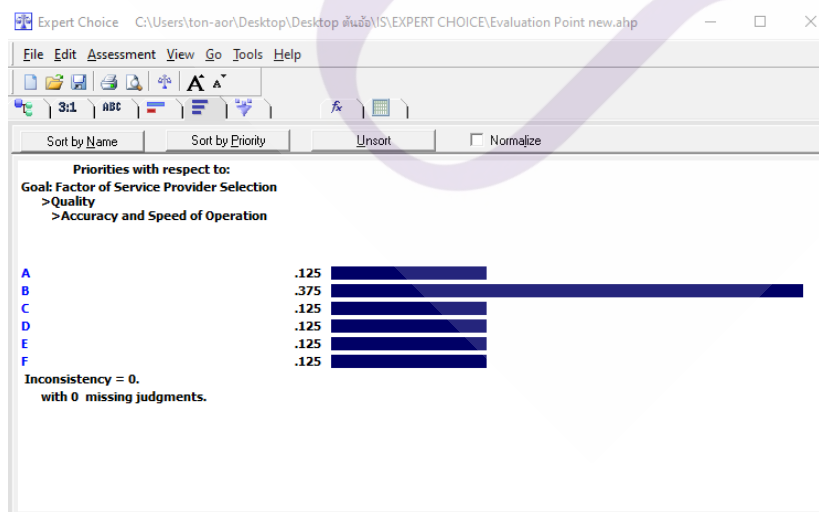 Expert Choice C:\Users\ton-aor\Desktop\Desktop ต้นอ้อ\IS\EXPERT CHOICE\Evaluation Point new.ahp
File Edit Assessment View Go Tools Help
A A
3:1 ABC fx
Sort by Name Sort by Priority Unsort Normalize
Priorities with respect to:
Goal: Factor of Service Provider Selection
>Quality
>Accuracy and Speed of Operation
A .125
B .375
C .125
D .125
E .125
F .125
Inconsistency = 0.
with 0 missing judgments.